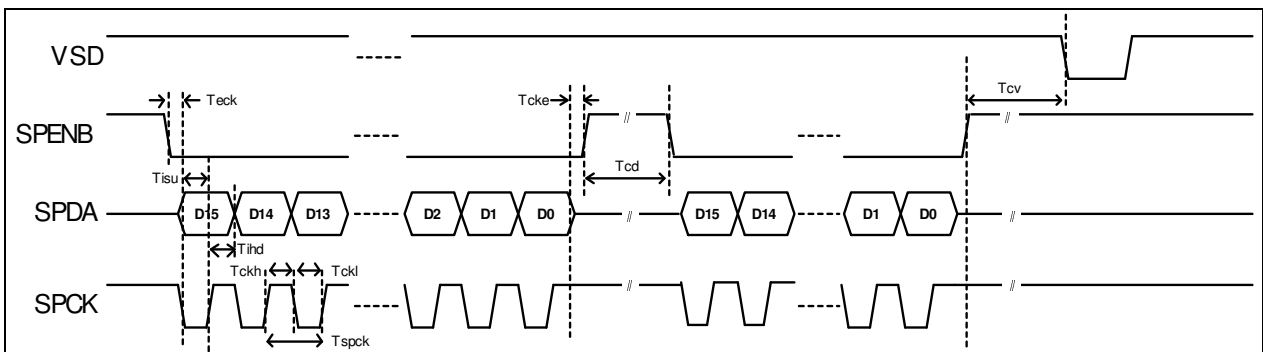 VSD
Teck
Tcke
Tcv
SPENB
//
//
Tisu
Tcd
SPDA
D15
D14
D13
D2
D1
D0
//
D15
D14
D1
D0
//
Tihd
Tckh
Tckl
SPCK
//
//
Tspck